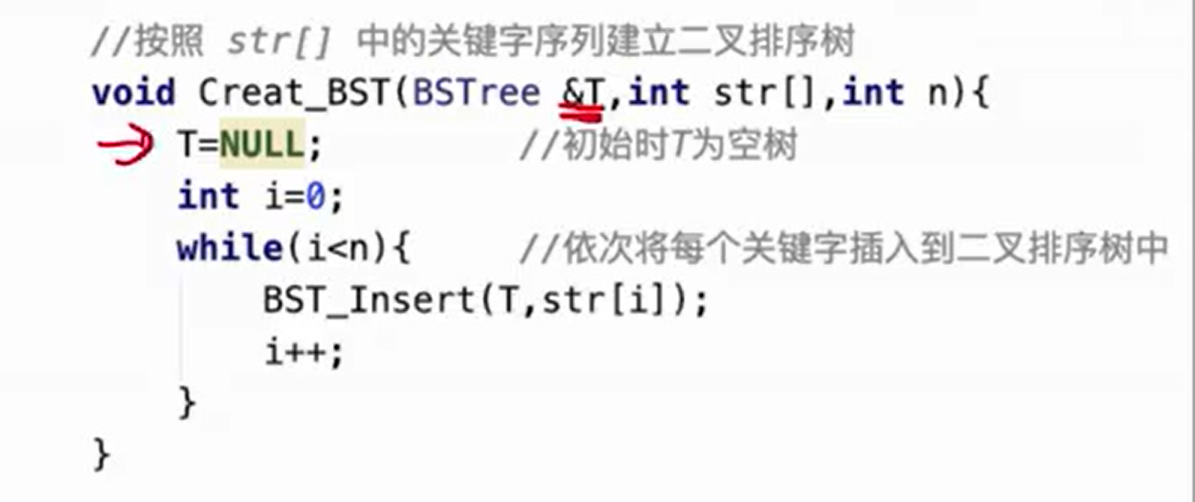 //按照 str[] 中的关键字序列建立二叉排序树
void Creat_BST(BSTree &T,int str[],int n){
T=NULL; //初始时T为空树
int i=0;
while(i<n){ //依次将每个关键字插入到二叉排序树中
BST_Insert(T,str[i]);
i++;
}
}